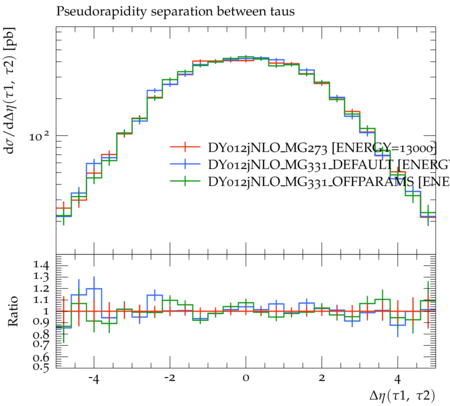 Pseudorapidity separation between taus
dσ/dΔη(τ1, τ2) [pb]
10²
DY012jNLO_MG273 [ENERGY=13000]
DY012jNLO_MG331_DEFAULT [ENERGY
DY012jNLO_MG331_OFFPARAMS [ENE
Ratio
1.4
1.3
1.2
1.1
1
0.9
0.8
0.7
0.6
0.5
-4 -2 0 2 4
Δη(τ1, τ2)